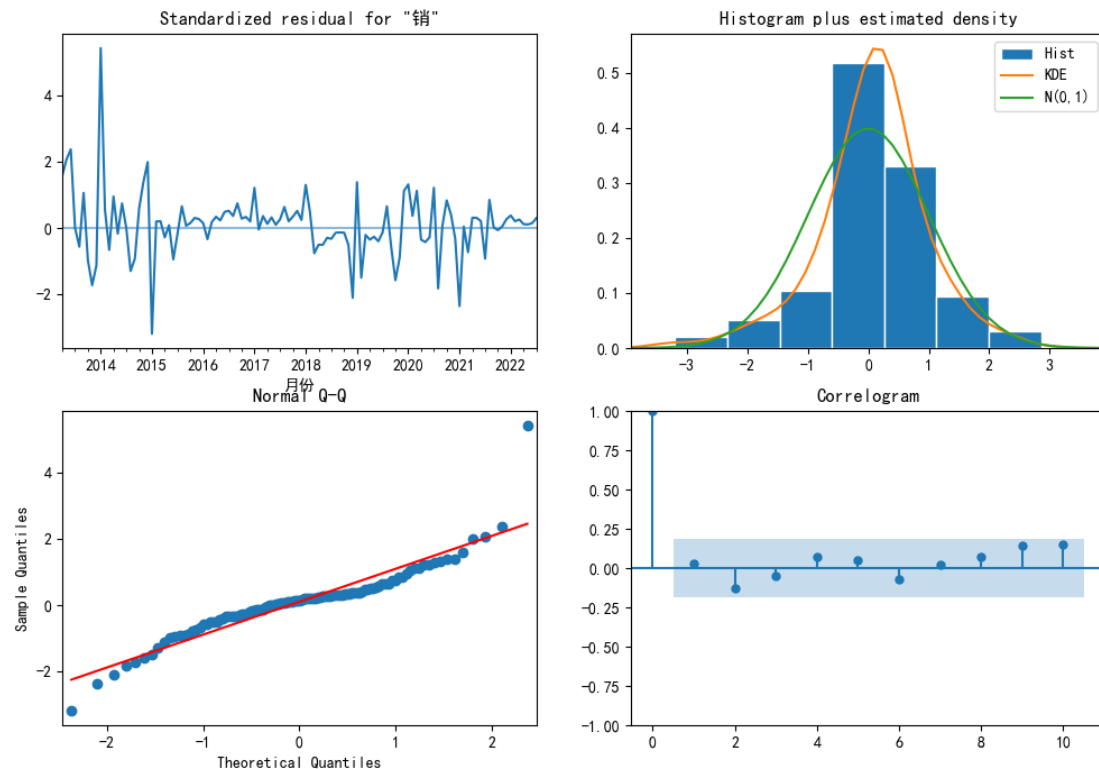 Standardized residual for "销"
4
2
0
-2
2014 2015 2016 2017 2018 2019 2020 2021 2022
月份
Histogram plus estimated density
Hist
KDE
N(0,1)
0.5
0.4
0.3
0.2
0.1
0.0
-3 -2 -1 0 1 2 3
Normal Q-Q
Sample Quantiles
4
2
0
-2
-2 -1 0 1 2
Theoretical Quantiles
Correlogram
1.00
0.75
0.50
0.25
0.00
-0.25
-0.50
-0.75
-1.00
0 2 4 6 8 10